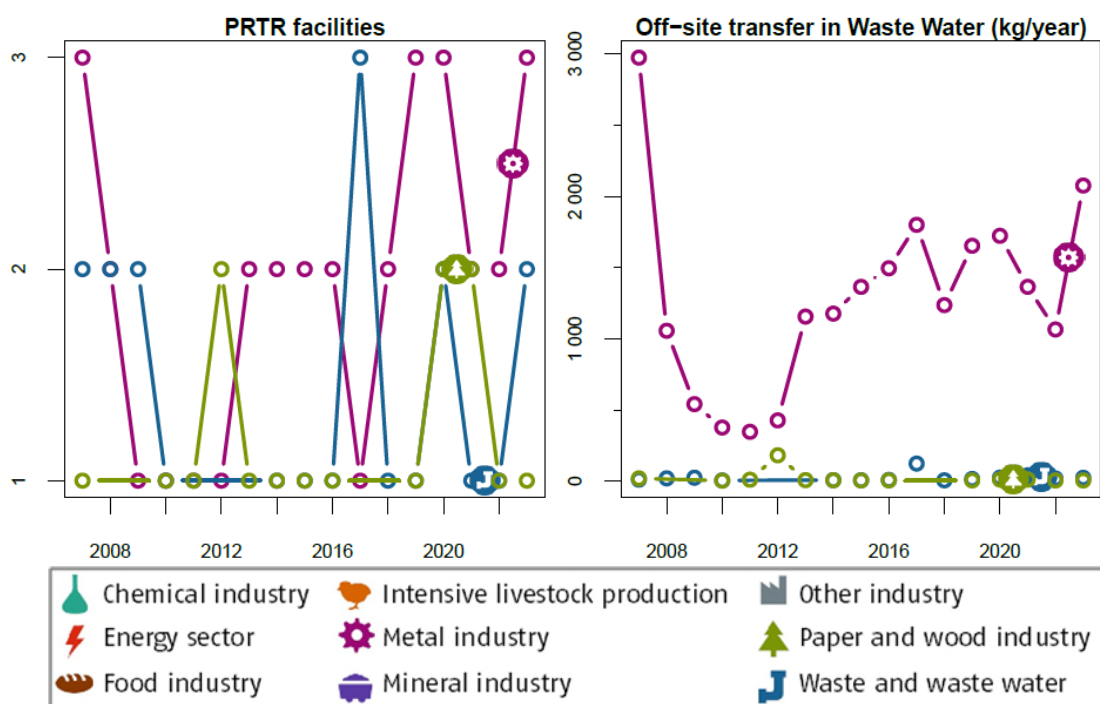 PRTR facilities
Off−site transfer in Waste Water (kg/year)
3
2
1
3 000
2 000
1 000
0
2008 2012 2016 2020
2008 2012 2016 2020
Chemical industry Intensive livestock production Other industry
Energy sector Metal industry Paper and wood industry
Food industry Mineral industry Waste and waste water